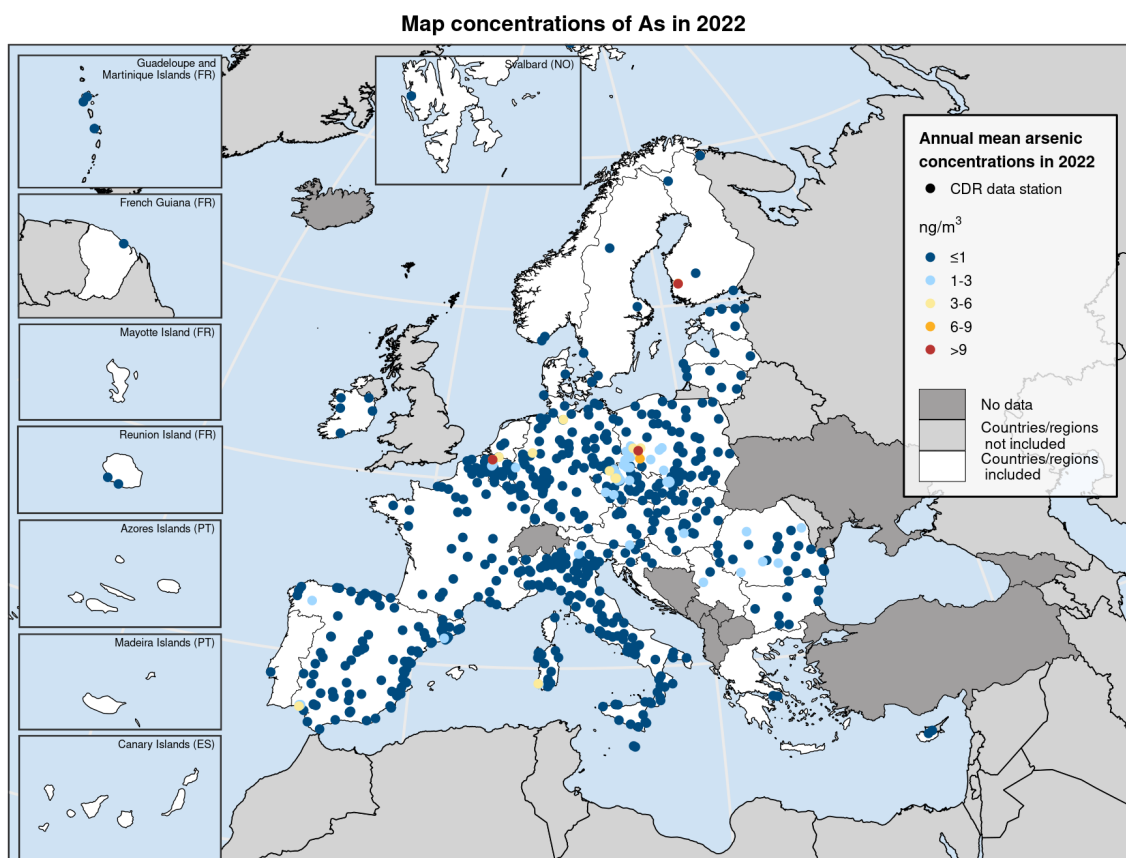 Map concentrations of As in 2022
Guadeloupe and
Martinique Islands (FR)
Svalbard (NO)
French Guiana (FR)
Mayotte Island (FR)
Reunion Island (FR)
Azores Islands (PT)
Madeira Islands (PT)
Canary Islands (ES)
Annual mean arsenic
concentrations in 2022
CDR data station
ng/m³
≤1
1-3
3-6
6-9
>9
No data
Countries/regions
not included
Countries/regions
included